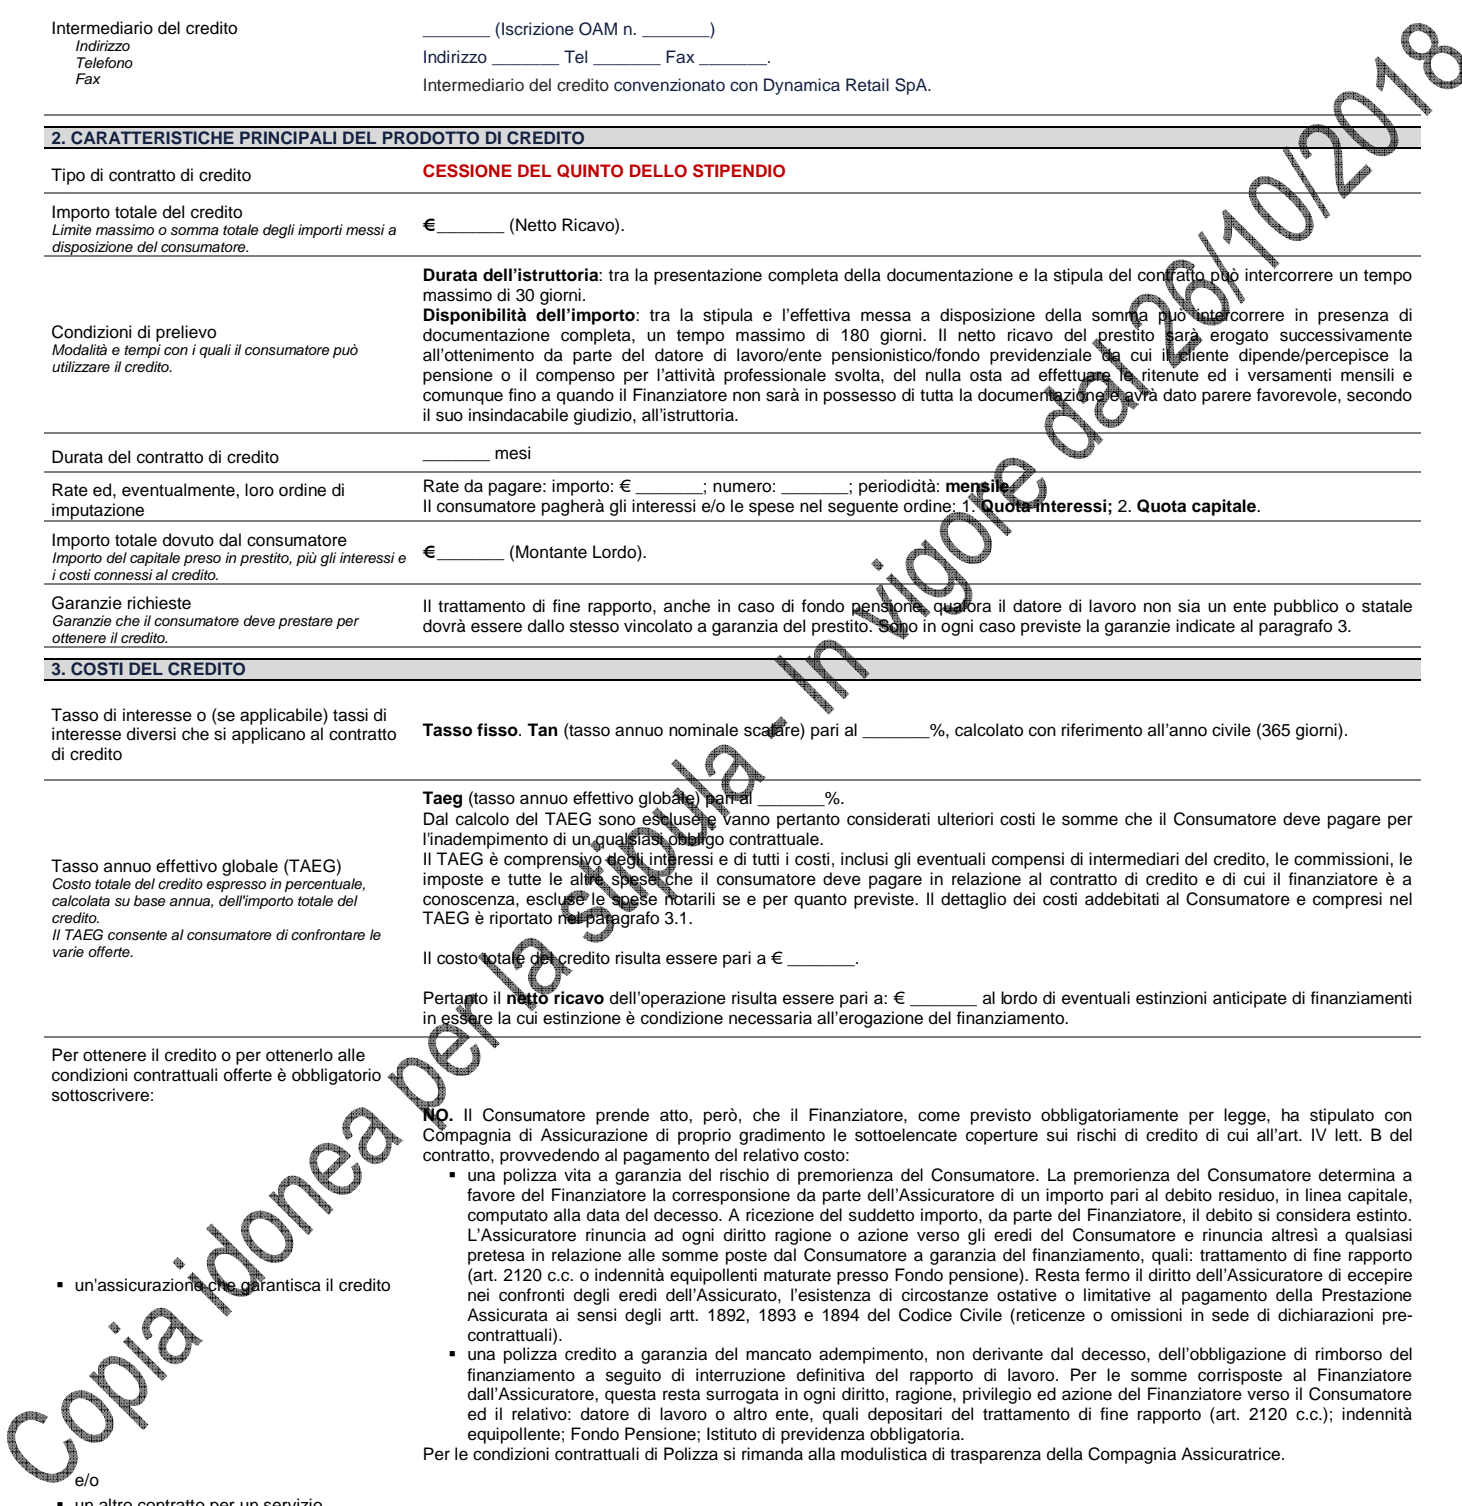 Intermediario del credito
Indirizzo
Telefono
Fax
_______ (Iscrizione OAM n. _______)
Indirizzo _______ Tel _______ Fax _______.
Intermediario del credito convenzionato con Dynamica Retail SpA.
2. CARATTERISTICHE PRINCIPALI DEL PRODOTTO DI CREDITO
Tipo di contratto di credito
CESSIONE DEL QUINTO DELLO STIPENDIO
Importo totale del credito
Limite massimo o somma totale degli importi messi a
disposizione del consumatore.
€_______ (Netto Ricavo).
Condizioni di prelievo
Modalità e tempi con i quali il consumatore può
utilizzare il credito.
Durata dell'istruttoria: tra la presentazione completa della documentazione e la stipula del contratto può intercorrere un tempo
massimo di 30 giorni.
Disponibilità dell'importo: tra la stipula e l'effettiva messa a disposizione della somma può intercorrere in presenza di
documentazione completa, un tempo massimo di 180 giorni. Il netto ricavo del prestito sarà erogato successivamente
all'ottenimento da parte del datore di lavoro/ente pensionistico/fondo previdenziale da cui il cliente dipende/percepisce la
pensione o il compenso per l'attività professionale svolta, del nulla osta ad effettuare le ritenute ed i versamenti mensili e
comunque fino a quando il Finanziatore non sarà in possesso di tutta la documentazione e avrà dato parere favorevole, secondo
il suo insindacabile giudizio, all'istruttoria.
Durata del contratto di credito
_______ mesi
Rate ed, eventualmente, loro ordine di
imputazione
Rate da pagare: importo: € _______; numero: _______; periodicità: mensile.
Il consumatore pagherà gli interessi e/o le spese nel seguente ordine: 1. Quota interessi; 2. Quota capitale.
Importo totale dovuto dal consumatore
Importo del capitale preso in prestito, più gli interessi e
i costi connessi al credito.
€_______ (Montante Lordo).
Garanzie richieste
Garanzie che il consumatore deve prestare per
ottenere il credito.
Il trattamento di fine rapporto, anche in caso di fondo pensione, qualora il datore di lavoro non sia un ente pubblico o statale
dovrà essere dallo stesso vincolato a garanzia del prestito. Sono in ogni caso previste la garanzie indicate al paragrafo 3.
3. COSTI DEL CREDITO
Tasso di interesse o (se applicabile) tassi di
interesse diversi che si applicano al contratto
di credito
Tasso fisso. Tan (tasso annuo nominale scalare) pari al _______%, calcolato con riferimento all'anno civile (365 giorni).
Tasso annuo effettivo globale (TAEG)
Costo totale del credito espresso in percentuale,
calcolata su base annua, dell'importo totale del
credito.
Il TAEG consente al consumatore di confrontare le
varie offerte.
Taeg (tasso annuo effettivo globale) pari al _______%.
Dal calcolo del TAEG sono escluse e vanno pertanto considerati ulteriori costi le somme che il Consumatore deve pagare per
l'inadempimento di un qualsiasi obbligo contrattuale.
Il TAEG è comprensivo degli interessi e di tutti i costi, inclusi gli eventuali compensi di intermediari del credito, le commissioni, le
imposte e tutte le altre spese che il consumatore deve pagare in relazione al contratto di credito e di cui il finanziatore è a
conoscenza, escluse le spese notarili se e per quanto previste. Il dettaglio dei costi addebitati al Consumatore e compresi nel
TAEG è riportato nel paragrafo 3.1.
Il costo totale del credito risulta essere pari a € _______.
Pertanto il netto ricavo dell'operazione risulta essere pari a: € _______ al lordo di eventuali estinzioni anticipate di finanziamenti
in essere la cui estinzione è condizione necessaria all'erogazione del finanziamento.
Per ottenere il credito o per ottenerlo alle
condizioni contrattuali offerte è obbligatorio
sottoscrivere:
▪ un'assicurazione che garantisca il credito
NO. Il Consumatore prende atto, però, che il Finanziatore, come previsto obbligatoriamente per legge, ha stipulato con
Compagnia di Assicurazione di proprio gradimento le sottoelencate coperture sui rischi di credito di cui all'art. IV lett. B del
contratto, provvedendo al pagamento del relativo costo:
▪ una polizza vita a garanzia del rischio di premorienza del Consumatore. La premorienza del Consumatore determina a
favore del Finanziatore la corresponsione da parte dell'Assicuratore di un importo pari al debito residuo, in linea capitale,
computato alla data del decesso. A ricezione del suddetto importo, da parte del Finanziatore, il debito si considera estinto.
L'Assicuratore rinuncia ad ogni diritto ragione o azione verso gli eredi del Consumatore e rinuncia altresì a qualsiasi
pretesa in relazione alle somme poste dal Consumatore a garanzia del finanziamento, quali: trattamento di fine rapporto
(art. 2120 c.c. o indennità equipollenti maturate presso Fondo pensione). Resta fermo il diritto dell'Assicuratore di eccepire
nei confronti degli eredi dell'Assicurato, l'esistenza di circostanze ostative o limitative al pagamento della Prestazione
Assicurata ai sensi degli artt. 1892, 1893 e 1894 del Codice Civile (reticenze o omissioni in sede di dichiarazioni pre-
contrattuali).
▪ una polizza credito a garanzia del mancato adempimento, non derivante dal decesso, dell'obbligazione di rimborso del
finanziamento a seguito di interruzione definitiva del rapporto di lavoro. Per le somme corrisposte al Finanziatore
dall'Assicuratore, questa resta surrogata in ogni diritto, ragione, privilegio ed azione del Finanziatore verso il Consumatore
ed il relativo: datore di lavoro o altro ente, quali depositari del trattamento di fine rapporto (art. 2120 c.c.); indennità
equipollente; Fondo Pensione; Istituto di previdenza obbligatoria.
Per le condizioni contrattuali di Polizza si rimanda alla modulistica di trasparenza della Compagnia Assicuratrice.
e/o
▪ un altro contratto per un servizio
Copia idonea per la stipula - In vigore dal 26/10/2018